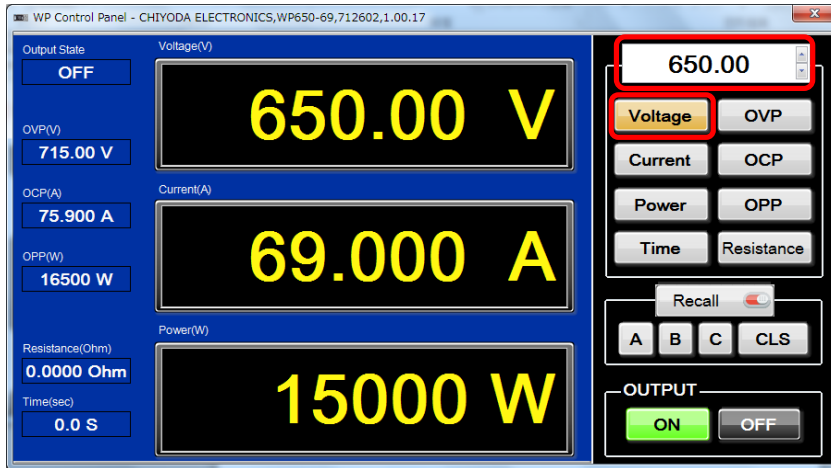 WP Control Panel - CHIYODA ELECTRONICS,WP650-69,712602,1.00.17
x
Output State
OFF
OVP(V)
715.00 V
OCP(A)
75.900 A
OPP(W)
16500 W
Resistance(Ohm)
0.0000 Ohm
Time(sec)
0.0 S
Voltage(V)
650.00 V
Current(A)
69.000 A
Power(W)
15000 W
650.00
Voltage OVP
Current OCP
Power OPP
Time Resistance
Recall
A B C CLS
OUTPUT
ON OFF